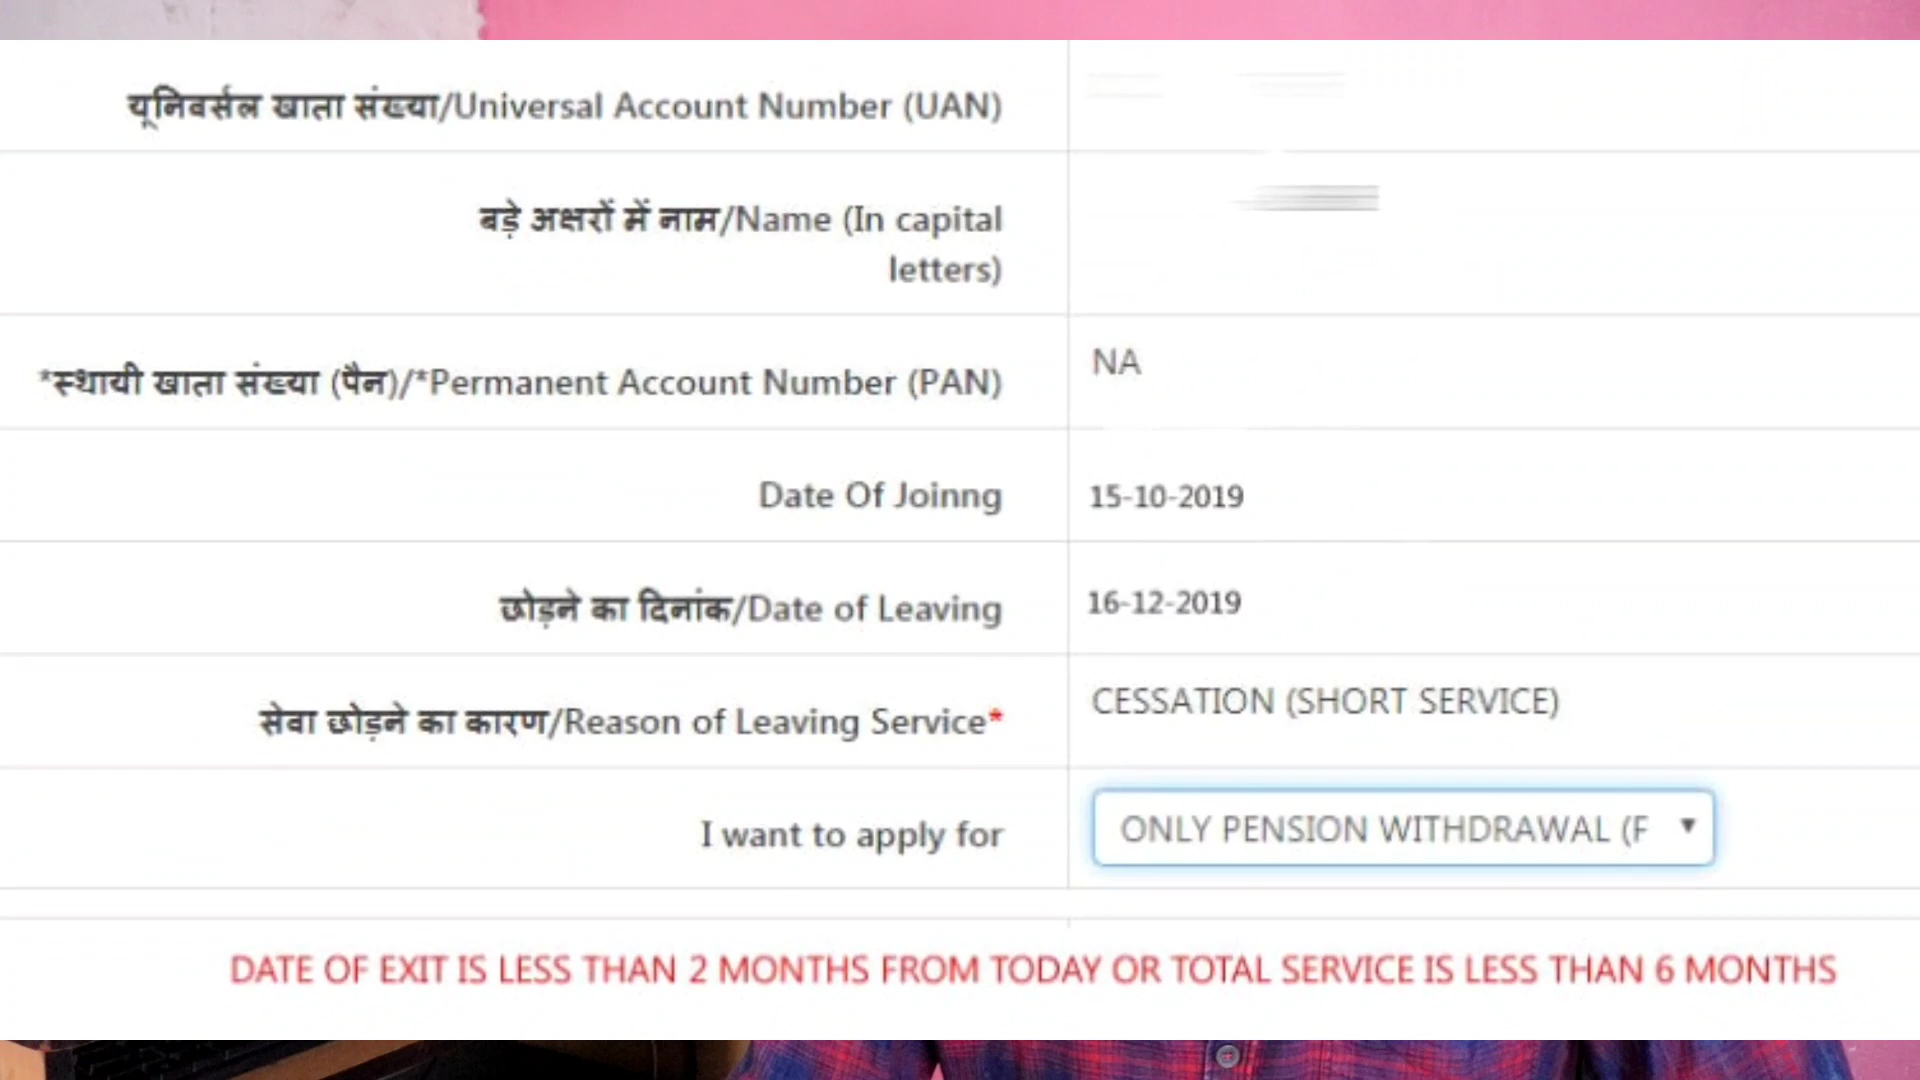 यूनिवर्सल खाता संख्या/Universal Account Number (UAN)
बड़े अक्षरों में नाम/Name (In capital
letters)
*स्थायी खाता संख्या (पैन)/*Permanent Account Number (PAN)
NA
Date Of Joinng
15-10-2019
छोड़ने का दिनांक/Date of Leaving
16-12-2019
सेवा छोड़ने का कारण/Reason of Leaving Service*
CESSATION (SHORT SERVICE)
I want to apply for
ONLY PENSION WITHDRAWAL (F
DATE OF EXIT IS LESS THAN 2 MONTHS FROM TODAY OR TOTAL SERVICE IS LESS THAN 6 MONTHS